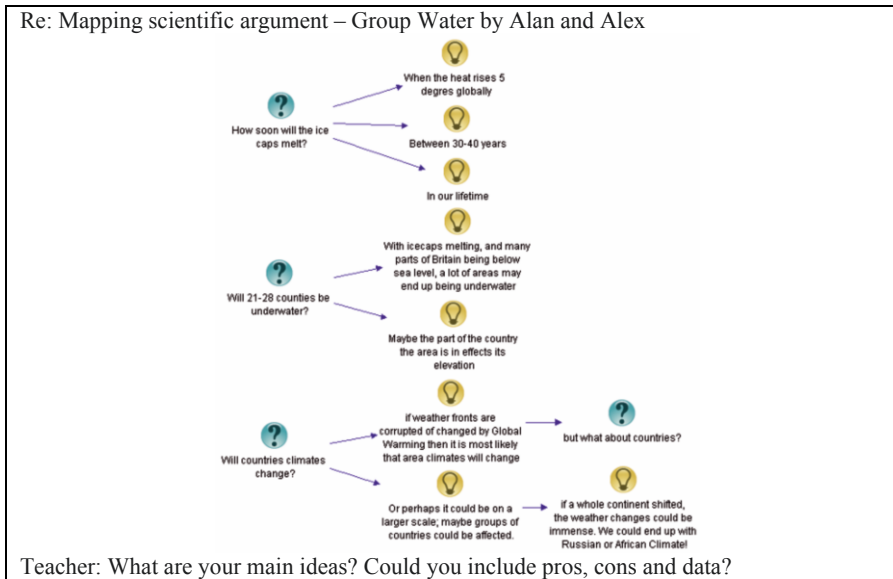 Re: Mapping scientific argument – Group Water by Alan and Alex
When the heat rises 5
degres globally
?
How soon will the ice
caps melt?
Between 30-40 years
In our lifetime
With icecaps melting, and many
parts of Britain being below
sea level, a lot of areas may
end up being underwater
?
Will 21-28 counties be
underwater?
Maybe the part of the country
the area is in effects its
elevation
if weather fronts are
corrupted of changed by Global
Warming then it is most likely
that area climates will change
?
but what about countries?
?
Will countries climates
change?
Or perhaps it could be on a
larger scale; maybe groups of
countries could be affected.
if a whole continent shifted,
the weather changes could be
immense. We could end up with
Russian or African Climate!
Teacher: What are your main ideas? Could you include pros, cons and data?